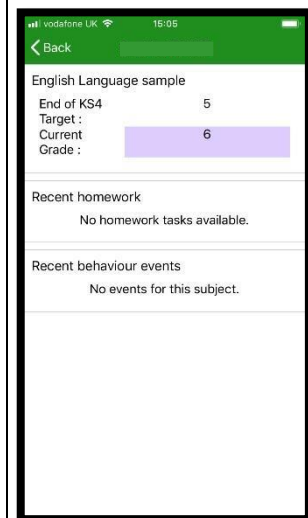 vodafone UK 15:05
Back
English Language sample
End of KS4 5
Target :
Current 6
Grade :
Recent homework
No homework tasks available.
Recent behaviour events
No events for this subject.